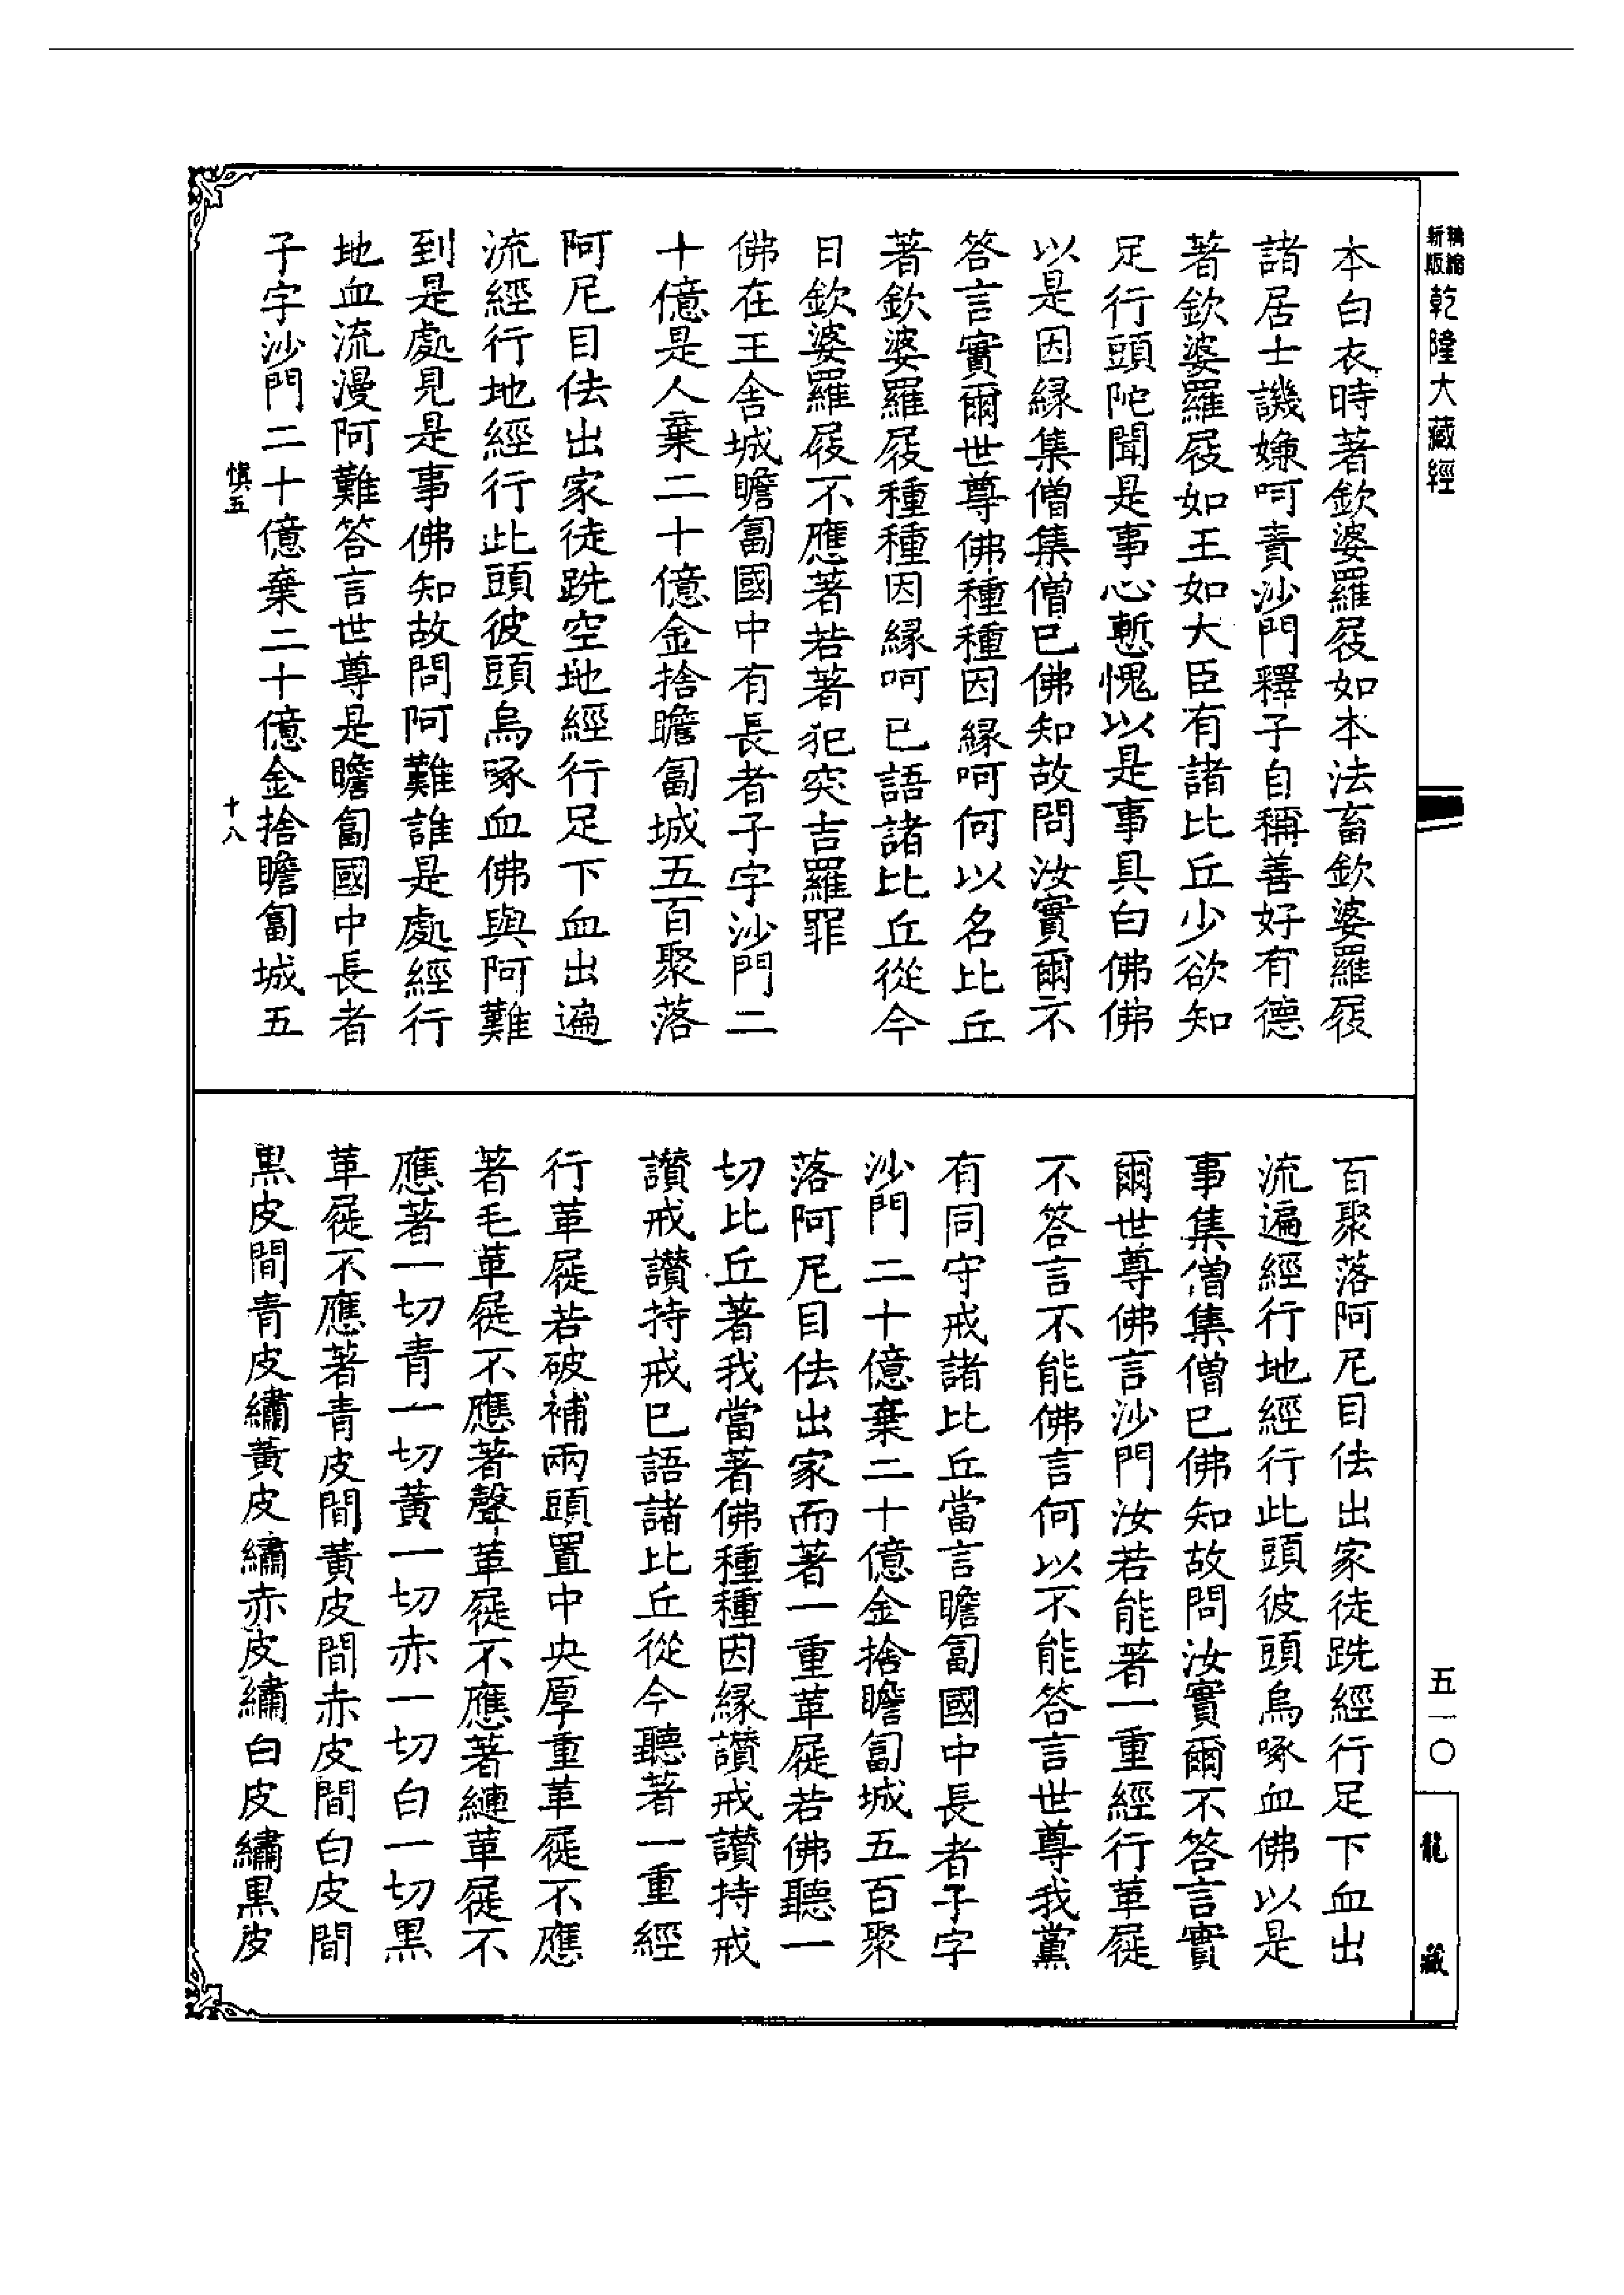 新版精縮乾隆大藏經
本白衣時著欽婆羅屐如本法畜欽婆羅屐
諸居士譏嫌呵責沙門釋子自稱善好有德
著欽婆羅屐如王如大臣有諸比丘少欲知
足行頭陀聞是事心慙愧以是事具白佛佛
以是因緣集僧集僧已佛知故問汝實爾不
答言實爾世尊佛種種因緣呵何以名比丘
著欽婆羅屐種種因緣呵已語諸比丘從今
日欽婆羅屐不應著若著犯突吉羅罪
佛在王舍城瞻匐國中有長者子字沙門二
十億是人棄二十億金捨瞻匐城五百聚落
阿尼目佉出家徒跣空地經行足下血出遍
流經行地經行此頭彼頭烏啄血佛與阿難
到是處見是事佛知故問阿難誰是處經行
地血流漫阿難答言世尊是瞻匐國中長者
子字沙門二十億棄二十億金捨瞻匐城五
慎五
十八
百聚落阿尼目佉出家徒跣經行足下血出
流遍經行地經行此頭彼頭烏啄血佛以是
事集僧集僧已佛知故問汝實爾不答言實
爾世尊佛言沙門汝若能著一重經行革屣
不答言不能佛言何以不能答言世尊我黨
有同守戒諸比丘當言瞻匐國中長者子字
沙門二十億棄二十億金捨瞻匐城五百聚
落阿尼目佉出家而著一重革屣若佛聽一
切比丘著我當著佛種種因緣讚戒讚持戒
讚戒讚持戒已語諸比丘從今聽著一重經
行革屣若破補兩頭置中央厚重革屣不應
著毛革屣不應著聲革屣不應著縺革屣不
應著一切青一切黃一切赤一切白一切黑
革屣不應著青皮間黃皮間赤皮間白皮間
黑皮間青皮繡黃皮繡赤皮繡白皮繡黑皮
五一〇
龍藏